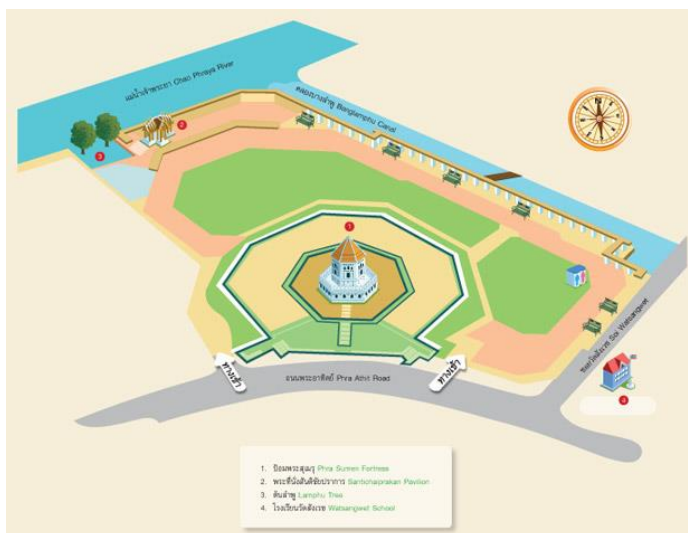 แม่น้ำเจ้าพระยา Chao Phraya River
คลองบางลำพู Banglamphu Canal
2
3
1
ซอยวัดสังเวช Soi Watsangwet
ทางเข้า
ถนนพระอาทิตย์ Phra Athit Road
ทางเข้า
4
1. ป้อมพระสุเมรุ Phra Sumen Fortress
2. พระที่นั่งสันติชัยปราการ Santichaiprakan Pavilion
3. ต้นลำพู Lamphu Tree
4. โรงเรียนวัดสังเวช Watsangwet School